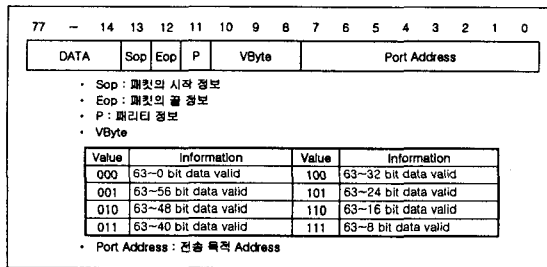 77 ~ 14 13 12 11 10 9 8 7 6 5 4 3 2 1 0
DATA Sop Eop P VByte Port Address
• Sop : 패킷의 시작 정보
• Eop : 패킷의 끝 정보
• P : 패리티 정보
• VByte
Value Information Value Information
000 63~0 bit data valid 100 63~32 bit data valid
001 63~56 bit data valid 101 63~24 bit data valid
010 63~48 bit data valid 110 63~16 bit data valid
011 63~40 bit data valid 111 63~8 bit data valid
• Port Address : 전송 목적 Address